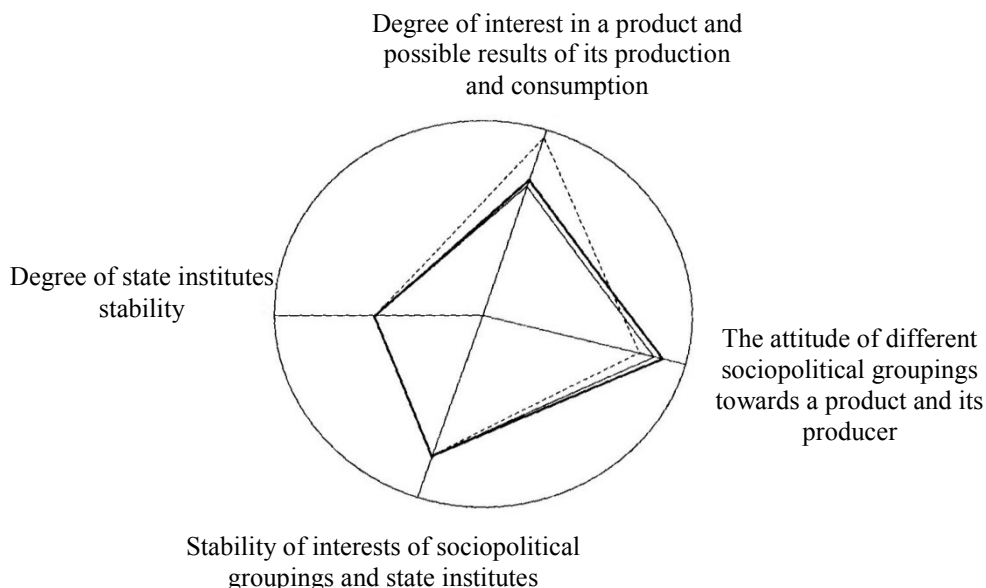 Degree of interest in a product and
possible results of its production
and consumption
Degree of state institutes
stability
The attitude of different
sociopolitical groupings
towards a product and its
producer
Stability of interests of sociopolitical
groupings and state institutes